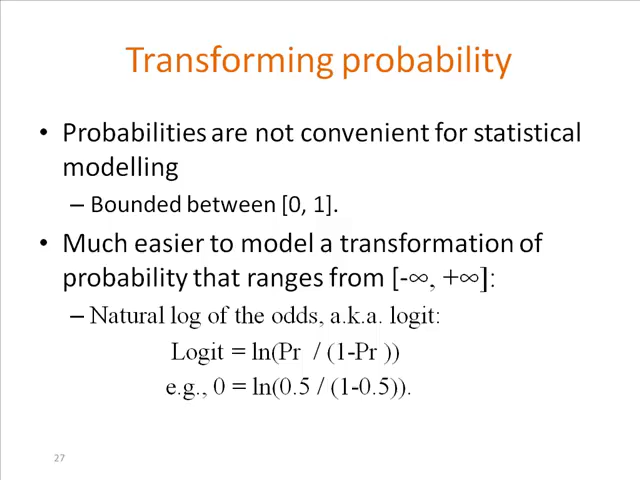 Transforming probability
• Probabilities are not convenient for statistical
modelling
– Bounded between [0, 1].
• Much easier to model a transformation of
probability that ranges from [-∞, +∞]:
– Natural log of the odds, a.k.a. logit:
Logit = ln(Pr / (1-Pr ))
e.g., 0 = ln(0.5 / (1-0.5)).
27